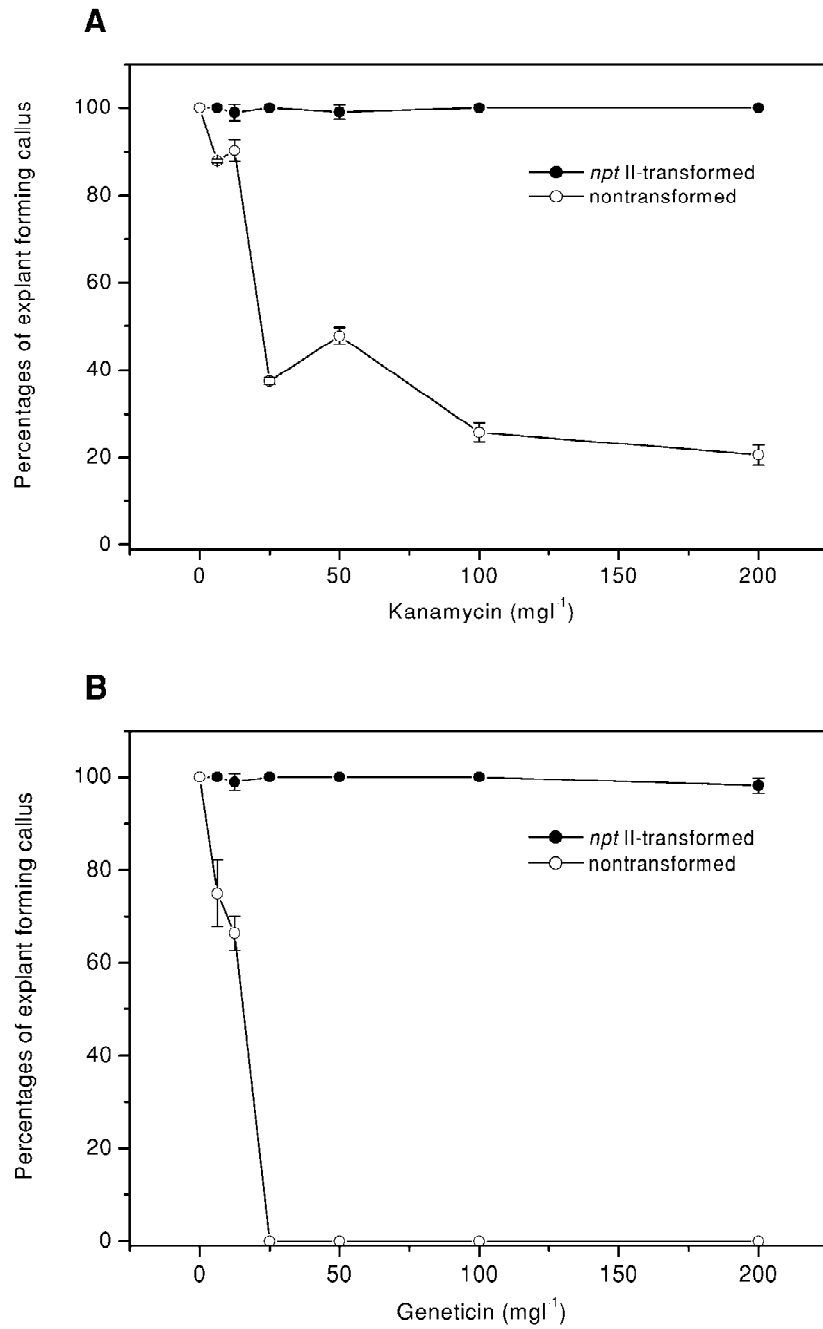 A
Percentages of explant forming callus
100
80
60
40
20
0
npt II-transformed
nontransformed
0 50 100 150 200
Kanamycin (mgl-1)
B
Percentages of explant forming callus
100
80
60
40
20
0
npt II-transformed
nontransformed
0 50 100 150 200
Geneticin (mgl-1)